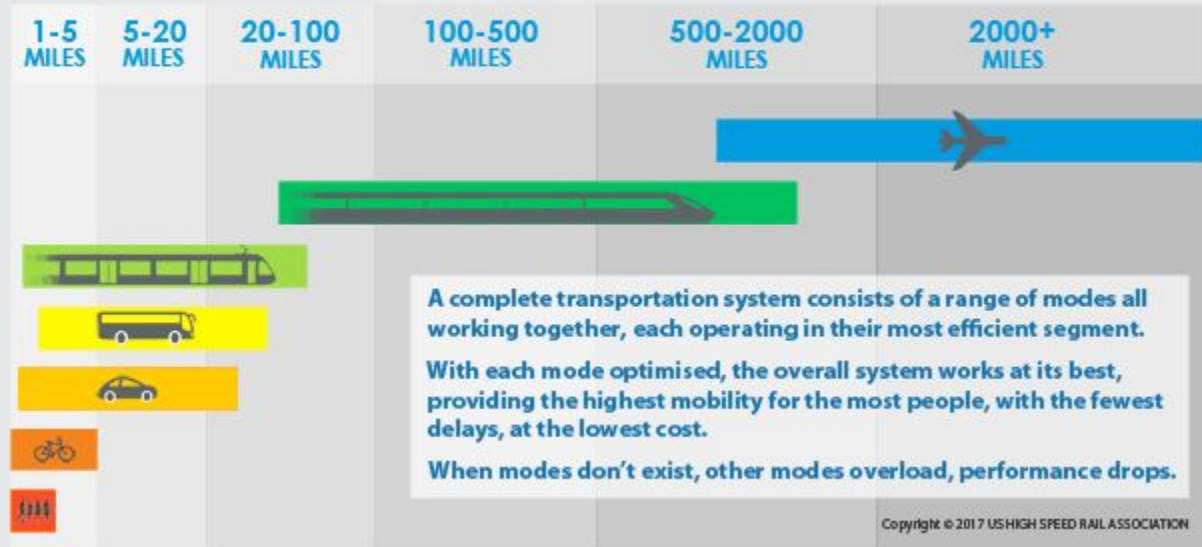 1-5 5-20 20-100 100-500 500-2000 2000+
MILES MILES MILES MILES MILES MILES
A complete transportation system consists of a range of modes all
working together, each operating in their most efficient segment.
With each mode optimised, the overall system works at its best,
providing the highest mobility for the most people, with the fewest
delays, at the lowest cost.
When modes don't exist, other modes overload, performance drops.
Copyright © 2017 US HIGH SPEED RAIL ASSOCIATION